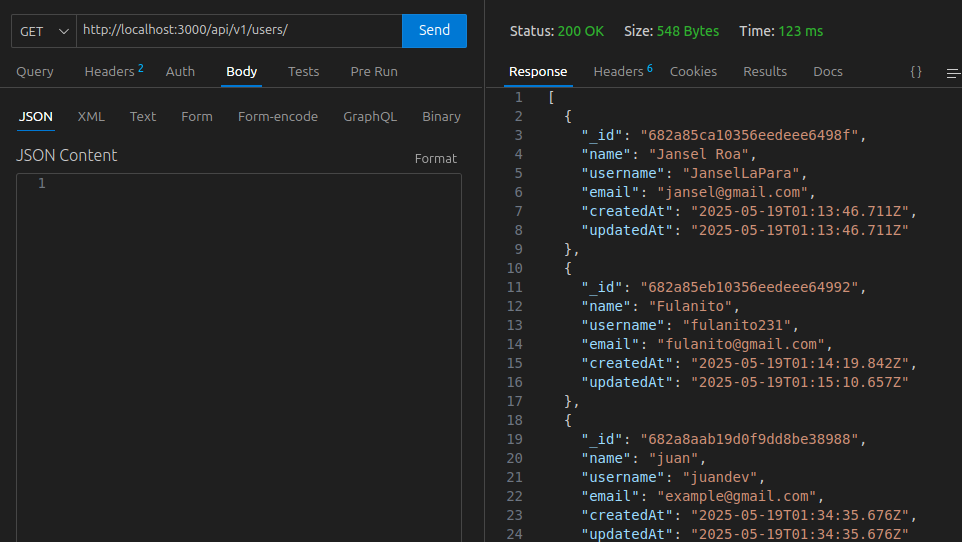 GET http://localhost:3000/api/v1/users/ Send
Query Headers 2 Auth Body Tests Pre Run
JSON XML Text Form Form-encode GraphQL Binary
JSON Content Format
1
Status: 200 OK Size: 548 Bytes Time: 123 ms
Response Headers 6 Cookies Results Docs {}
1 [
2 {
3 "_id": "682a85ca10356eedeee6498f",
4 "name": "Jansel Roa",
5 "username": "JanselLaPara",
6 "email": "jansel@gmail.com",
7 "createdAt": "2025-05-19T01:13:46.711Z",
8 "updatedAt": "2025-05-19T01:13:46.711Z"
9 },
10 {
11 "_id": "682a85eb10356eedeee64992",
12 "name": "Fulanito",
13 "username": "fulanito231",
14 "email": "fulanito@gmail.com",
15 "createdAt": "2025-05-19T01:14:19.842Z",
16 "updatedAt": "2025-05-19T01:15:10.657Z"
17 },
18 {
19 "_id": "682a8aab19d0f9dd8be38988",
20 "name": "juan",
21 "username": "juandev",
22 "email": "example@gmail.com",
23 "createdAt": "2025-05-19T01:34:35.676Z",
24 "updatedAt": "2025-05-19T01:34:35.676Z"